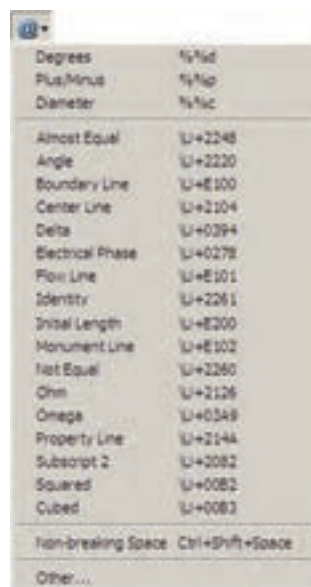 @
Degrees %%d
Plus/Minus %%p
Diameter %%c
Almost Equal \U+2248
Angle \U+2220
Boundary Line \U+E100
Center Line \U+2104
Delta \U+0394
Electrical Phase \U+0278
Flow Line \U+E101
Identity \U+2261
Initial Length \U+E200
Monument Line \U+E102
Not Equal \U+2260
Ohm \U+2126
Omega \U+03A9
Property Line \U+214A
Subscript 2 \U+2082
Squared \U+00B2
Cubed \U+00B3
Non-breaking Space Ctrl+Shift+Space
Other...